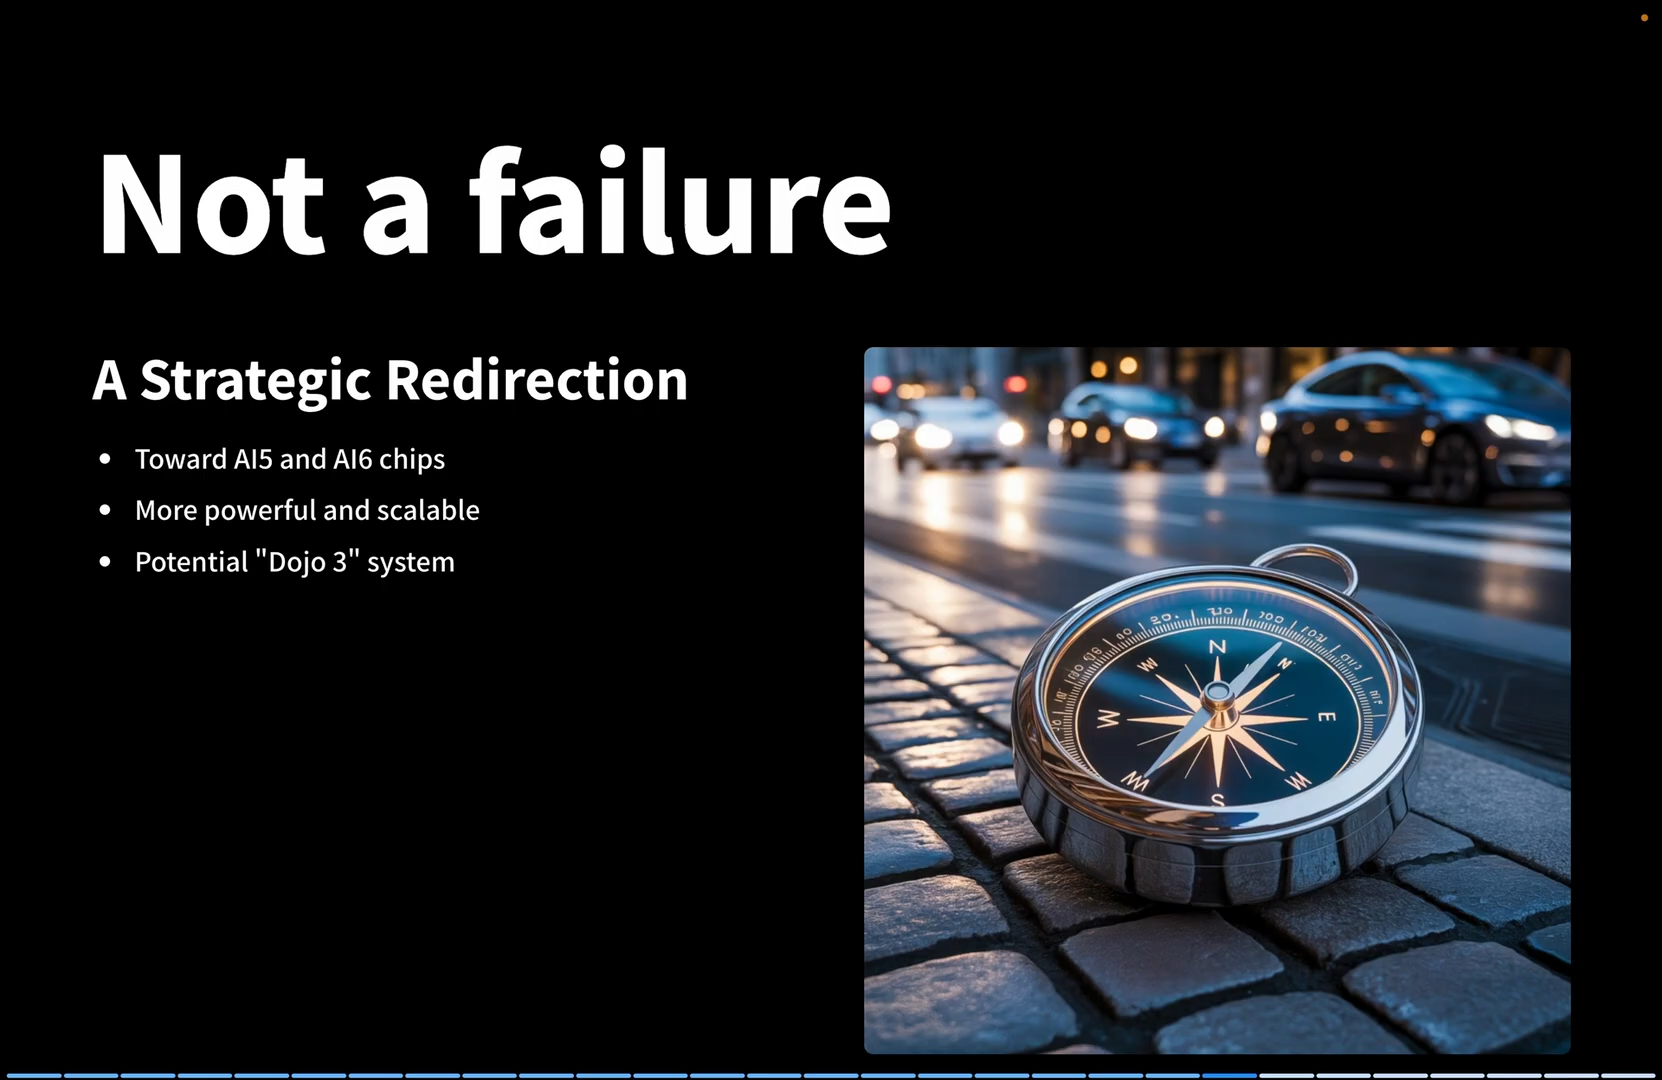 Not a failure
A Strategic Redirection
• Toward AI5 and AI6 chips
• More powerful and scalable
• Potential "Dojo 3" system
N
W
N
W
E
W
W
S